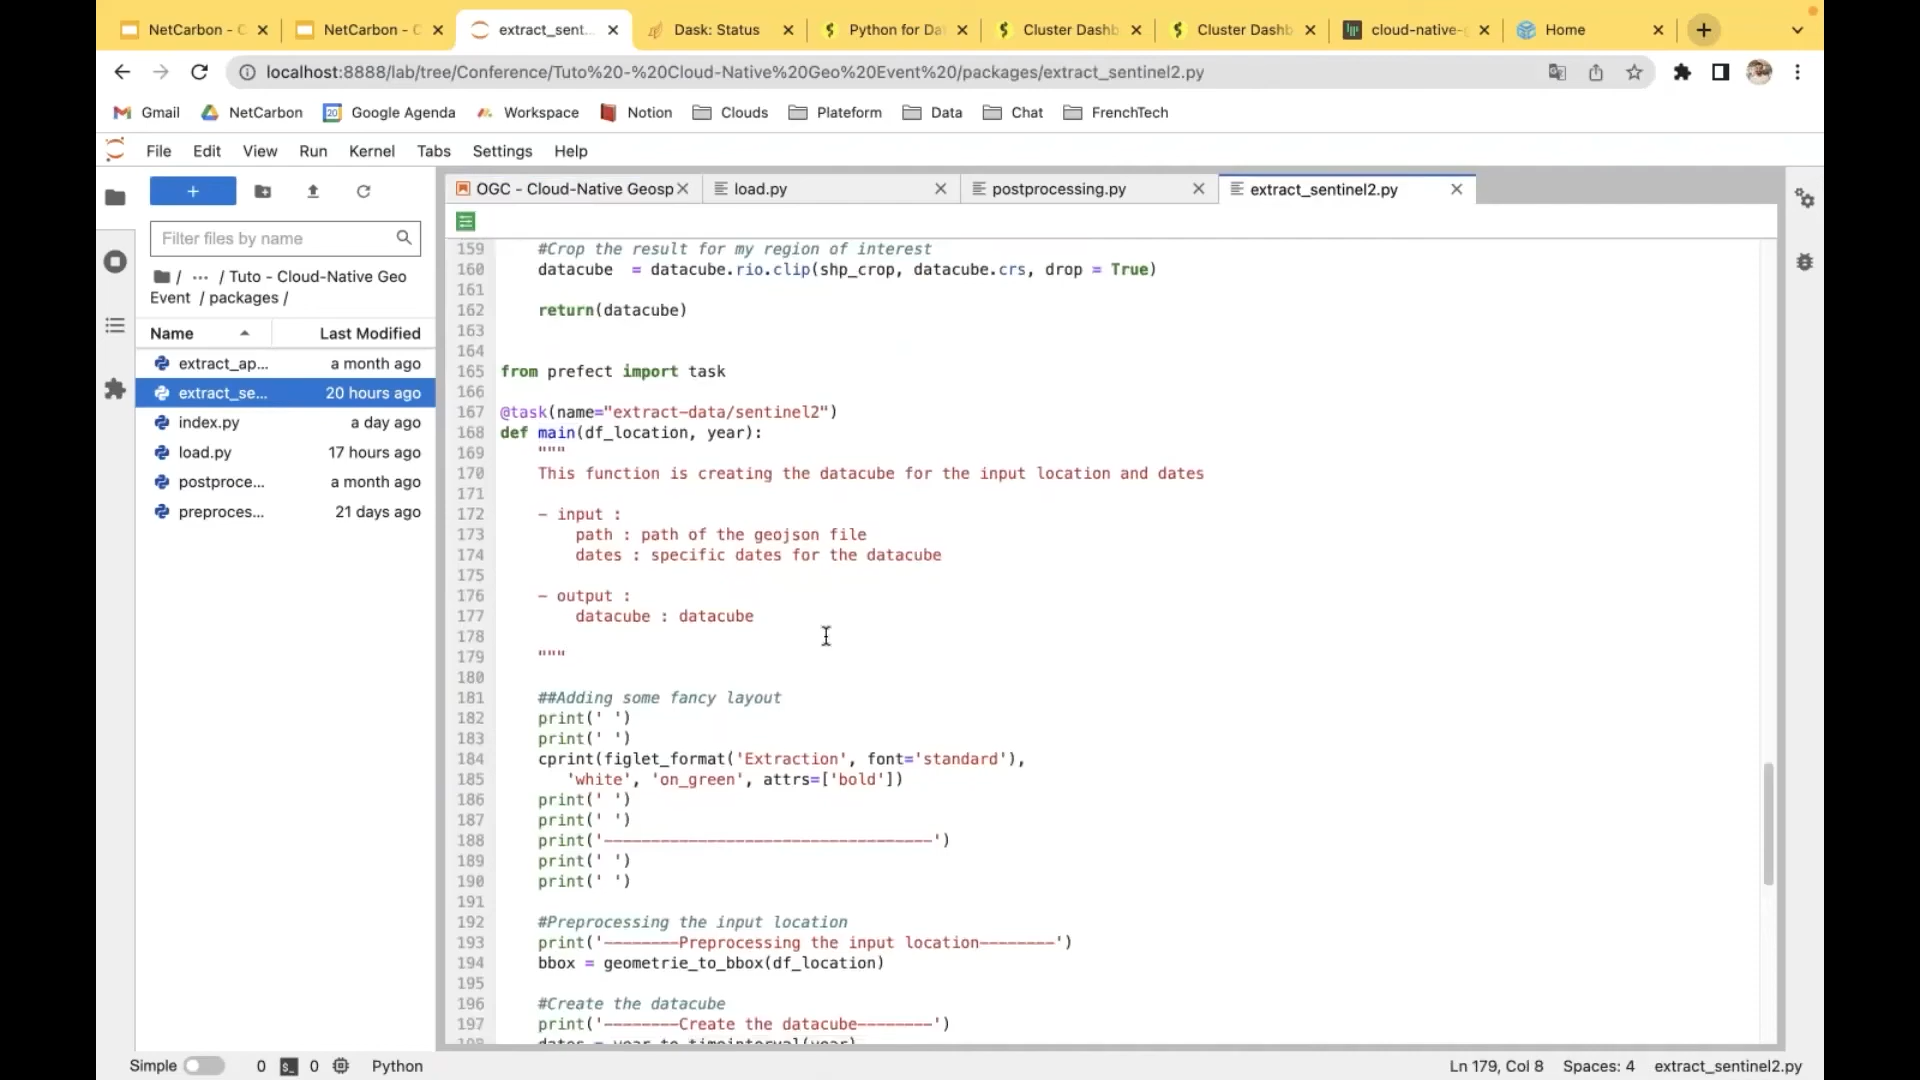 NetCarbon - C
NetCarbon - C
extract_sent...
Dask: Status
Python for Da
Cluster Dashb
Cluster Dashb
cloud-native-
Home
localhost:8888/lab/tree/Conference/Tuto%20-%20Cloud-Native%20Geo%20Event%20/packages/extract_sentinel2.py
Gmail
NetCarbon
Google Agenda
Workspace
Notion
Clouds
Plateform
Data
Chat
FrenchTech
File Edit View Run Kernel Tabs Settings Help
Filter files by name
/ ··· / Tuto - Cloud-Native Geo
Event / packages /
Name Last Modified
extract_ap... a month ago
extract_se... 20 hours ago
index.py a day ago
load.py 17 hours ago
postproce... a month ago
preproces... 21 days ago
OGC - Cloud-Native Geosp
load.py
postprocessing.py
extract_sentinel2.py
159 #Crop the result for my region of interest
160 datacube  = datacube.rio.clip(shp_crop, datacube.crs, drop = True)
161
162 return(datacube)
163
164
165 from prefect import task
166
167 @task(name="extract-data/sentinel2")
168 def main(df_location, year):
169 """
170 This function is creating the datacube for the input location and dates
171
172 - input :
173 path : path of the geojson file
174 dates : specific dates for the datacube
175
176 - output :
177 datacube : datacube
178
179 """
180
181 ##Adding some fancy layout
182 print(' ')
183 print(' ')
184 cprint(figlet_format('Extraction', font='standard'),
185 'white', 'on_green', attrs=['bold'])
186 print(' ')
187 print(' ')
188 print('-----------------------------------')
189 print(' ')
190 print(' ')
191
192 #Preprocessing the input location
193 print('--------Preprocessing the input location--------')
194 bbox = geometrie_to_bbox(df_location)
195
196 #Create the datacube
197 print('--------Create the datacube--------')
198 dates = year_to_timeinterval(year)
Simple 0 0 Python
Ln 179, Col 8 Spaces: 4 extract_sentinel2.py